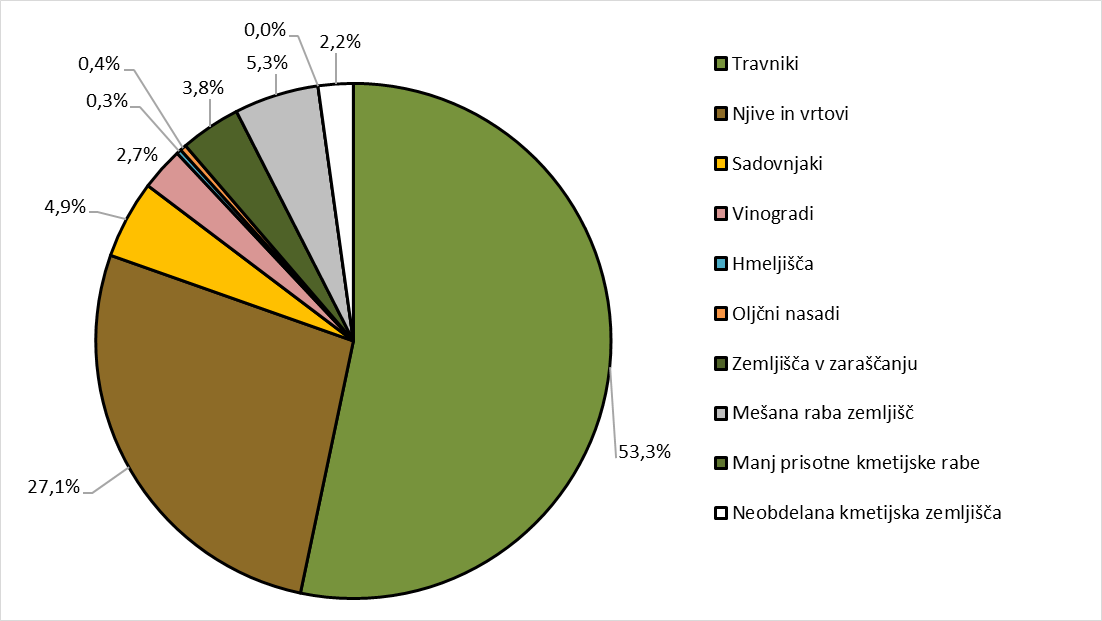 0,0%
2,2%
0,4%
5,3%
3,8%
0,3%
2,7%
4,9%
53,3%
27,1%
Travniki
Njive in vrtovi
Sadovnjaki
Vinogradi
Hmeljišča
Oljčni nasadi
Zemljišča v zaraščanju
Mešana raba zemljišč
Manj prisotne kmetijske rabe
Neobdelana kmetijska zemljišča